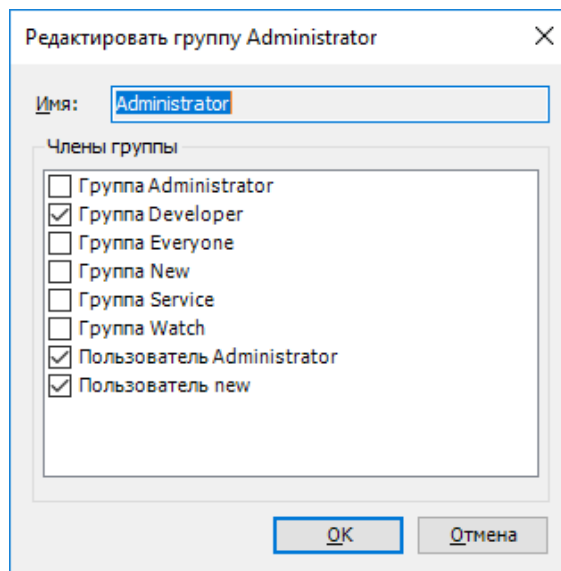 Редактировать группу Administrator
Имя: Administrator
Члены группы
Группа Administrator
Группа Developer
Группа Everyone
Группа New
Группа Service
Группа Watch
Пользователь Administrator
Пользователь new
OK Отмена